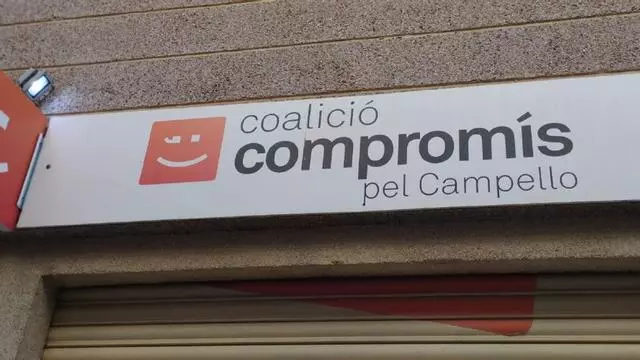 coalició
compromís
pel Campello